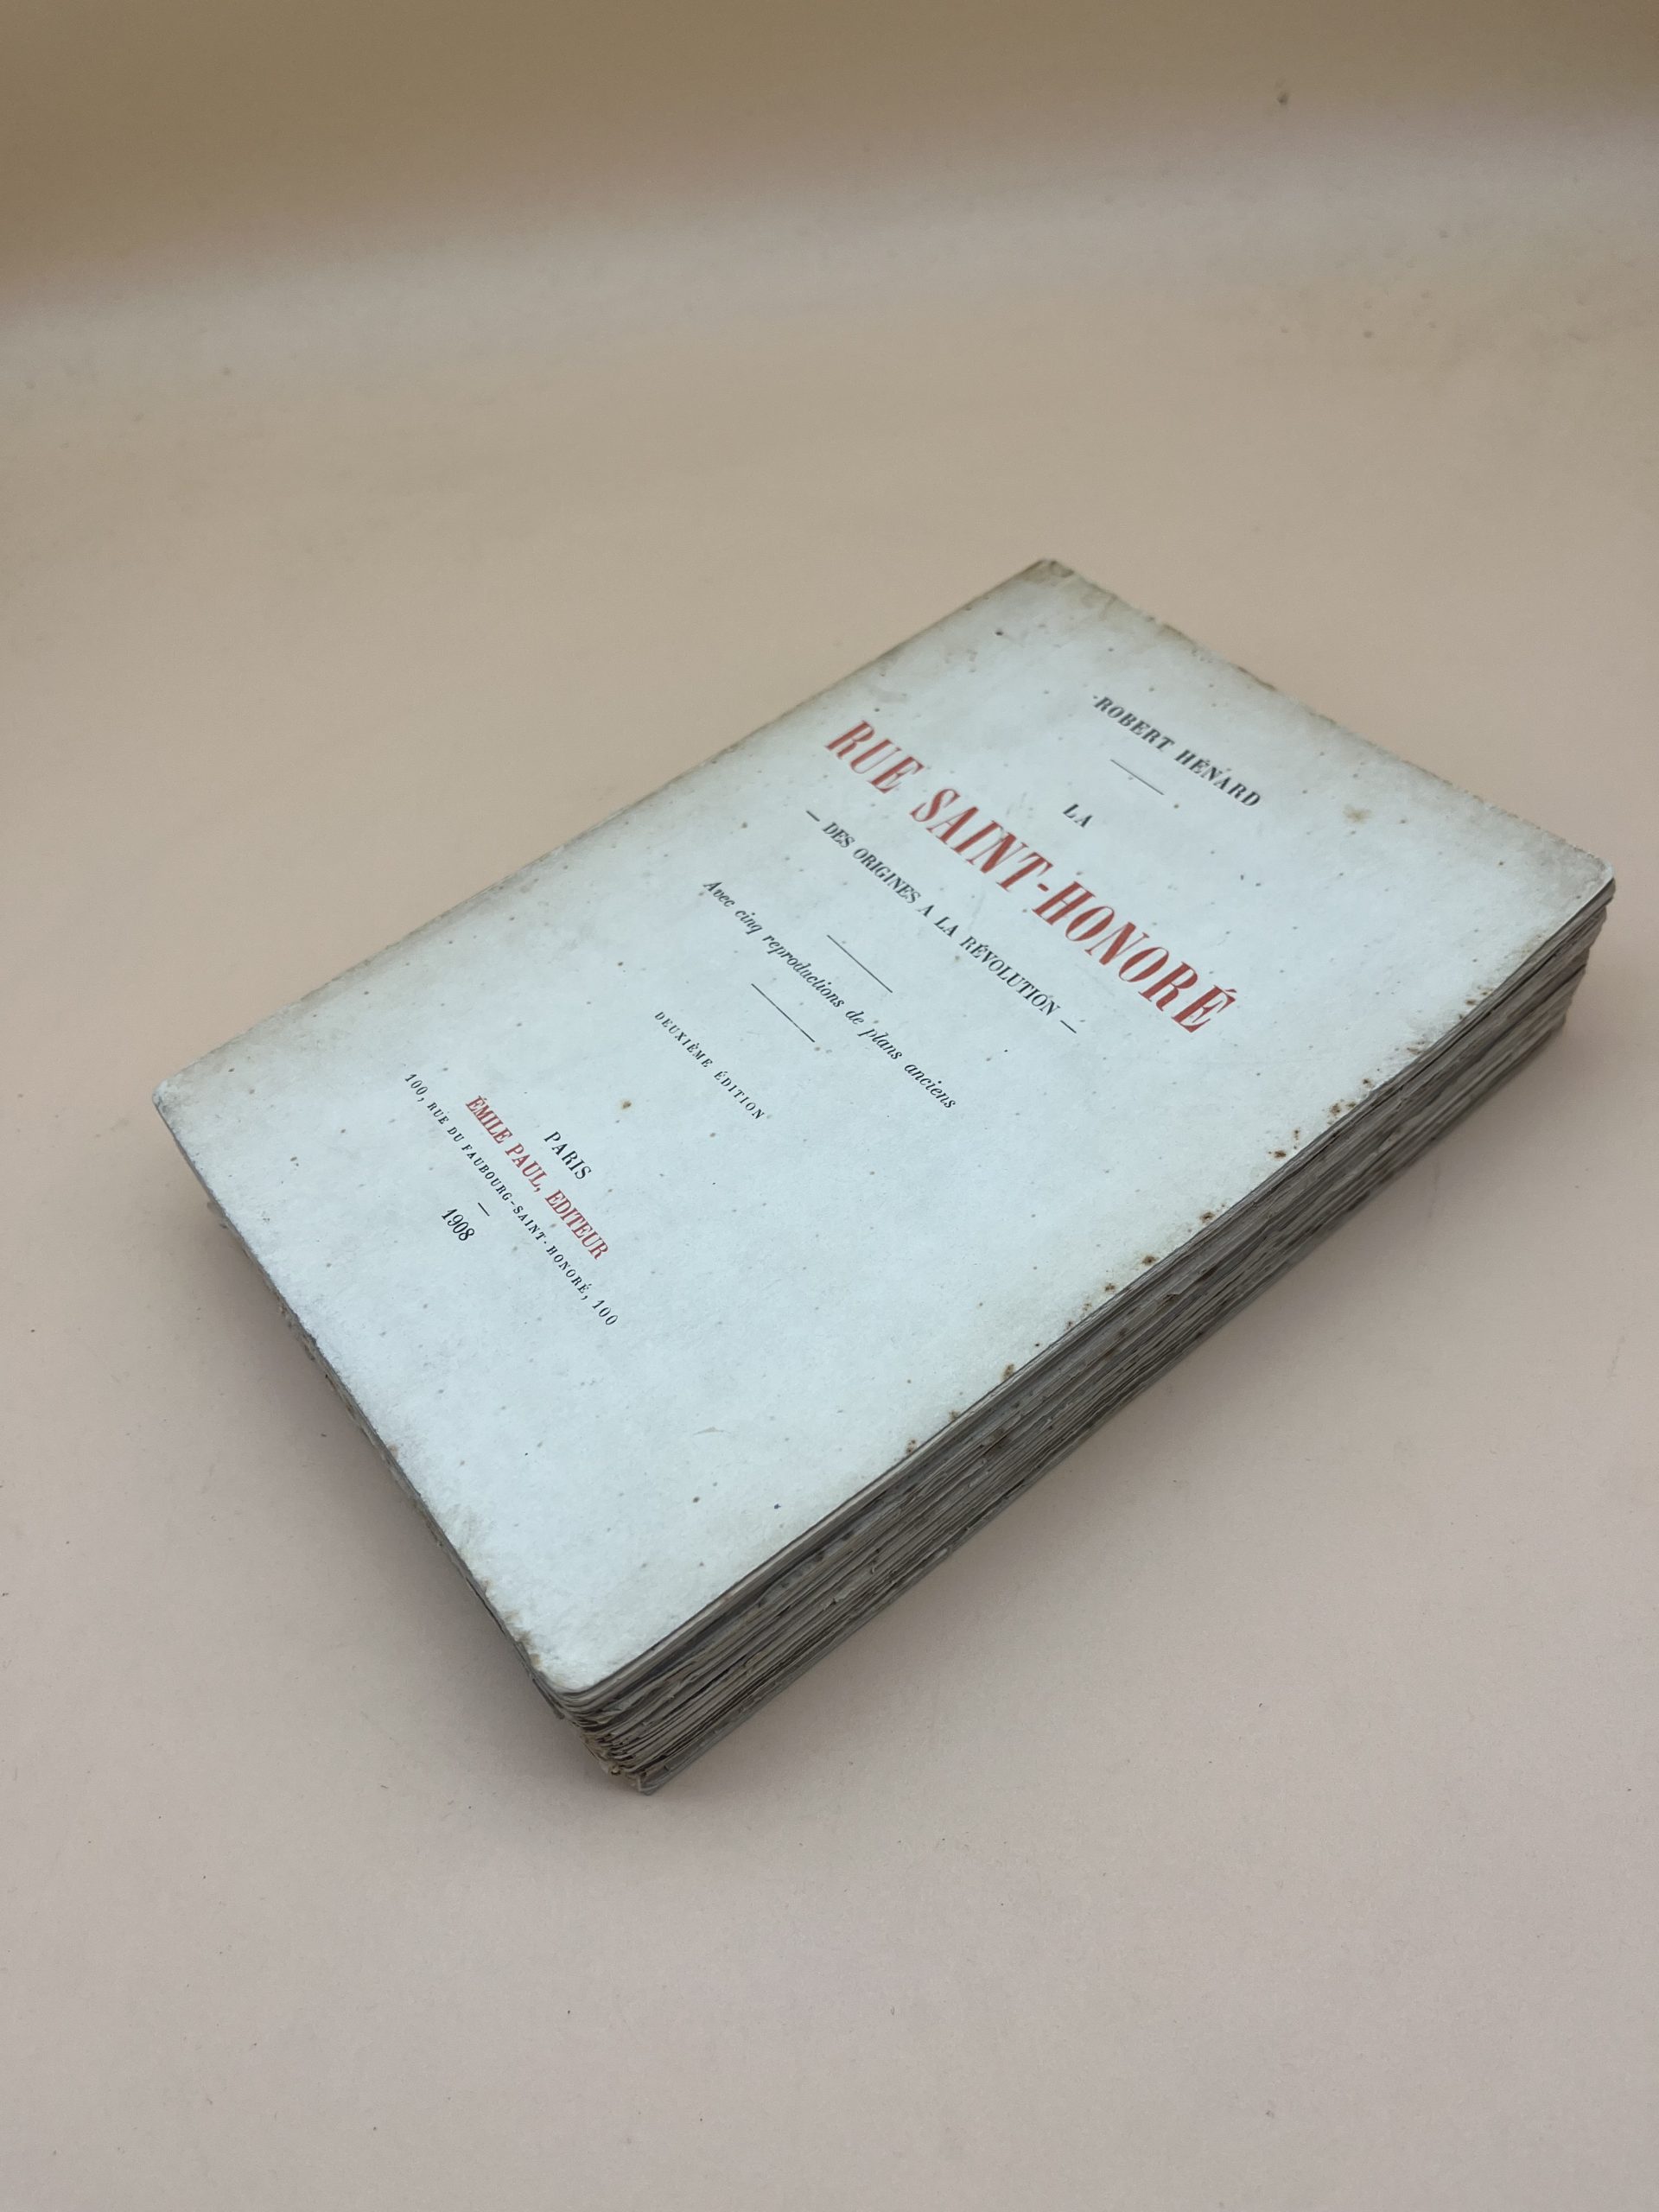 ROBERT HÉNARD
LA
RUE SAINT-HONORÉ
— DES ORIGINES A LA RÉVOLUTION —
Avec cinq reproductions de plans anciens
DEUXIÈME ÉDITION
PARIS
ÉMILE PAUL, EDITEUR
100, RUE DU FAUBOURG-SAINT-HONORÉ, 100
1908